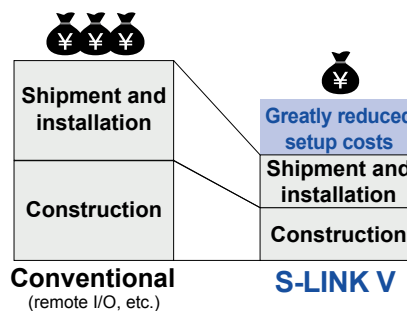 ¥ ¥ ¥
¥
Shipment and
installation
Construction
Greatly reduced
setup costs
Shipment and
installation
Construction
Conventional
(remote I/O, etc.)
S-LINK V